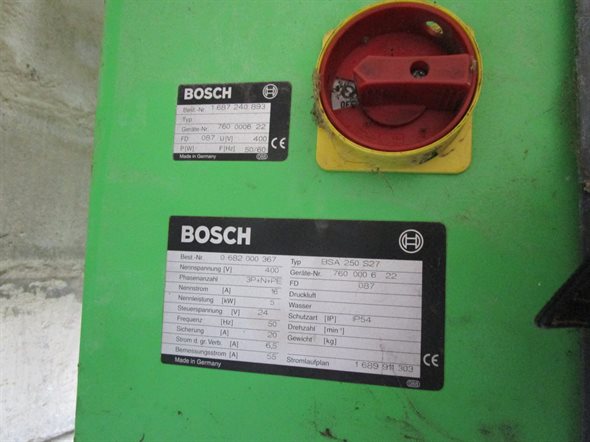 OFF
BOSCH
Best.-Nr. 1 687 240 893
Typ
Geräte-Nr. 760 0006 22
FD 087 U[V] 400
P[W] F[Hz] 50/60
Made in Germany
CE
BOSCH
Best.-Nr. 0 682 000 367
Nennspannung [V] 400
Phasenanzahl 3P+N+PE
Nennstrom [A] 16
Nennleistung [kW] 5
Steuerspannung [V] 24
Frequenz [Hz] 50
Sicherung [A] 20
Strom d. gr. Verb. [A] 6,5
Bemessungsstrom [A] 55
Made in Germany
Typ BSA 250 S27
Geräte-Nr. 760 000 6 22
FD 087
Druckluft
Wasser
Schutzart [IP] IP54
Drehzahl [min⁻¹]
Gewicht [kg]
Stromlaufplan 1 689 911 303
CE